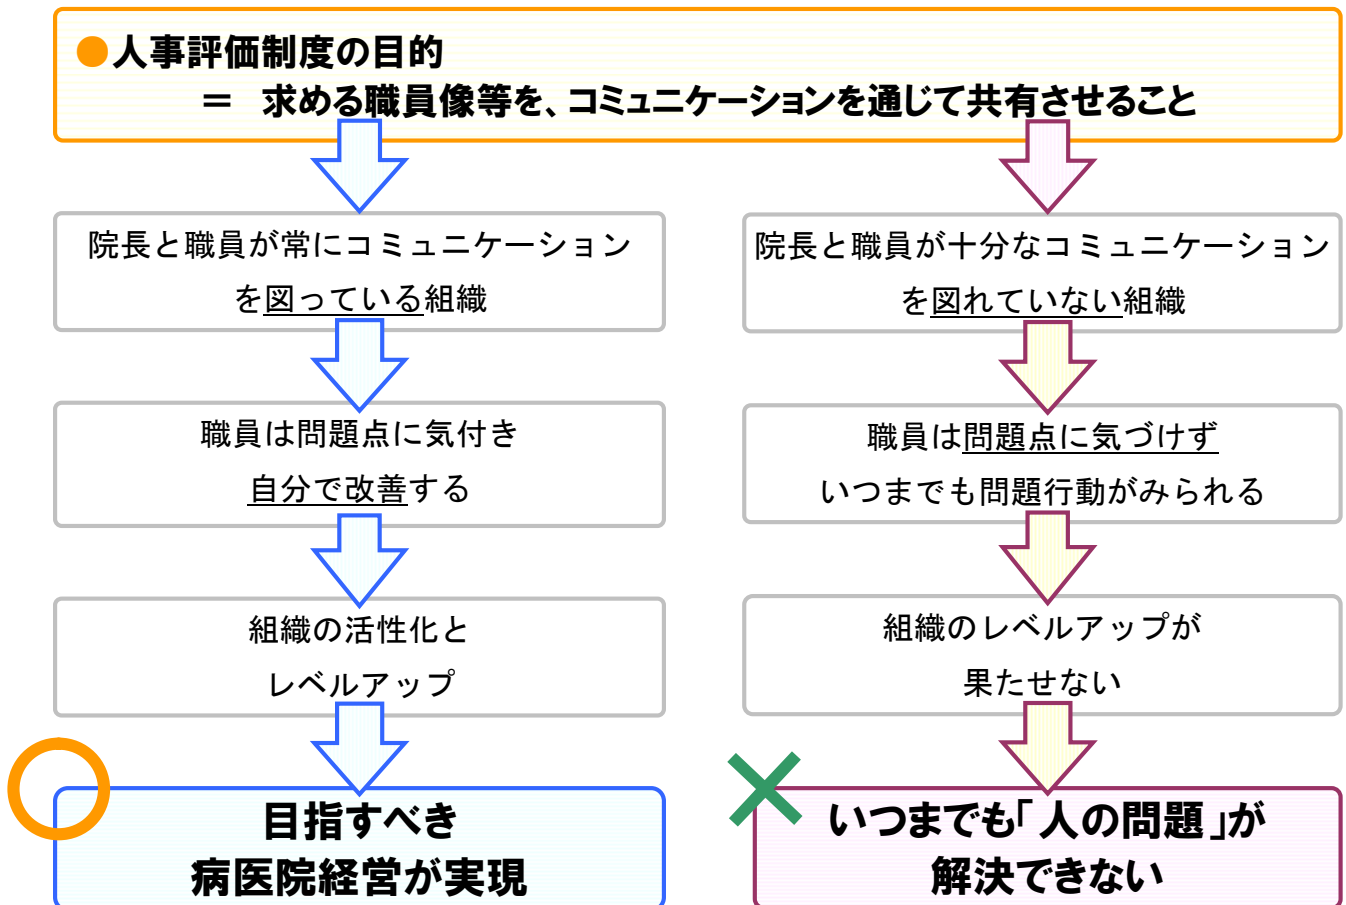 ●人事評価制度の目的
＝　求める職員像等を、コミュニケーションを通じて共有させること
院長と職員が常にコミュニケーション
を図っている組織
職員は問題点に気付き
自分で改善する
組織の活性化と
レベルアップ
目指すべき
病医院経営が実現
院長と職員が十分なコミュニケーション
を図れていない組織
職員は問題点に気づけず
いつまでも問題行動がみられる
組織のレベルアップが
果たせない
いつまでも「人の問題」が
解決できない